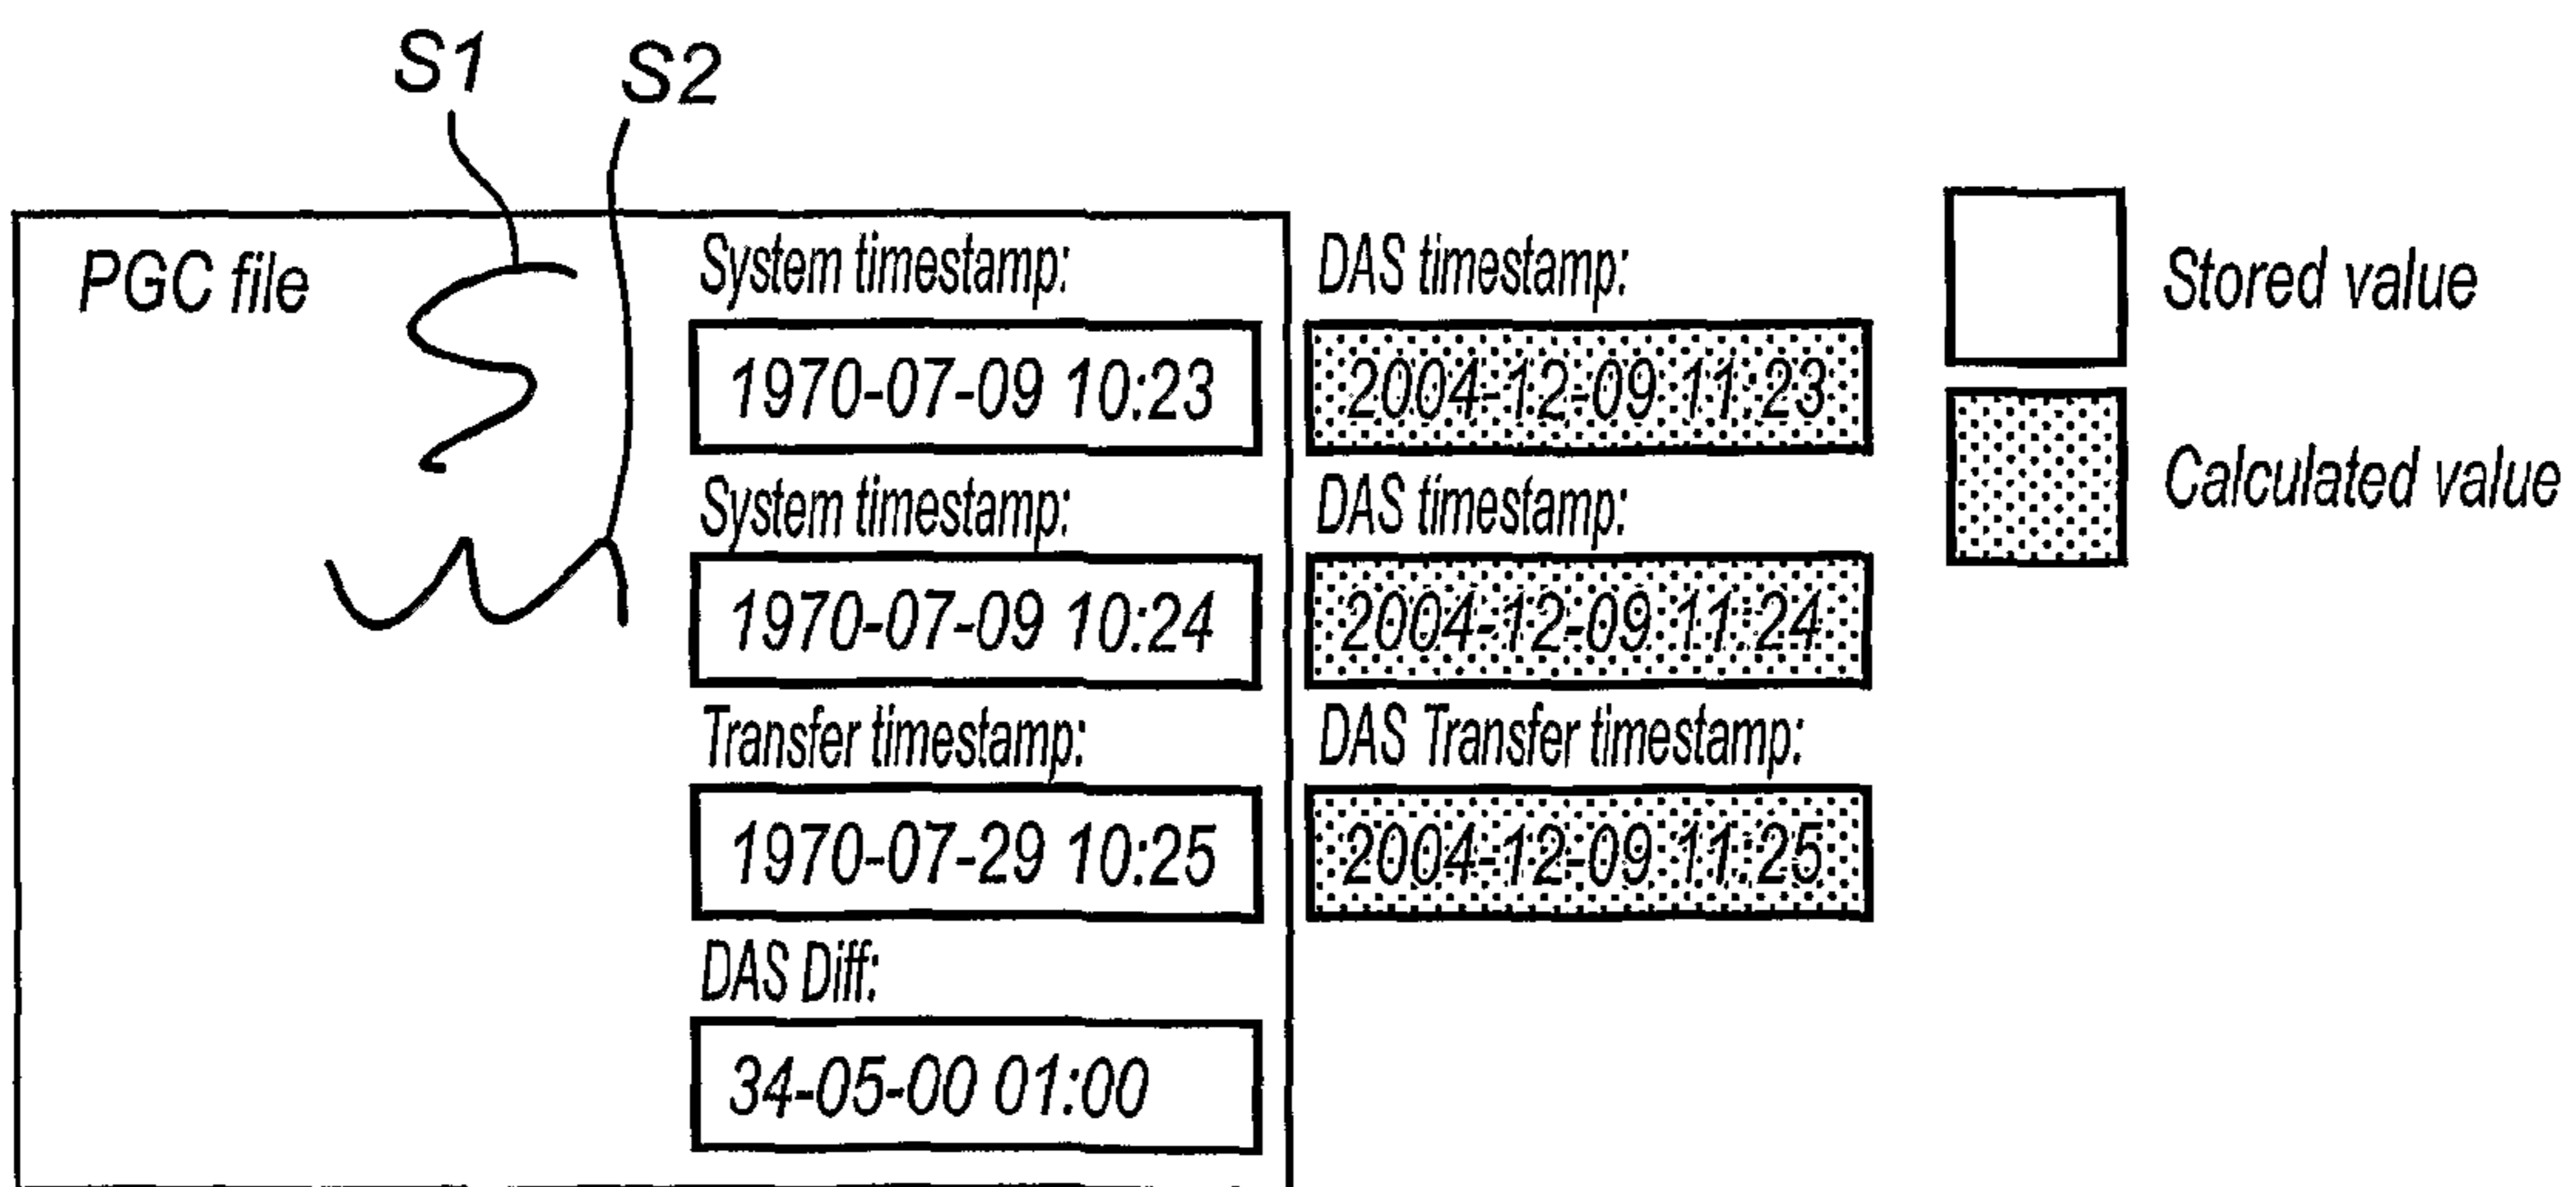 S1
S2
PGC file
System timestamp:
DAS timestamp:
1970-07-09 10:23
2004-12-09 11:23
System timestamp:
DAS timestamp:
1970-07-09 10:24
2004-12-09 11:24
Transfer timestamp:
DAS Transfer timestamp:
1970-07-29 10:25
2004-12-09 11:25
DAS Diff:
34-05-00 01:00
Stored value
Calculated value